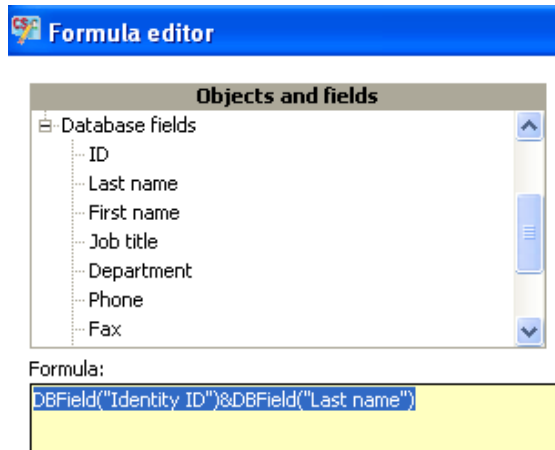 Formula editor
Objects and fields
Database fields
ID
Last name
First name
Job title
Department
Phone
Fax
Formula:
DBField("Identity ID")&DBField("Last name")